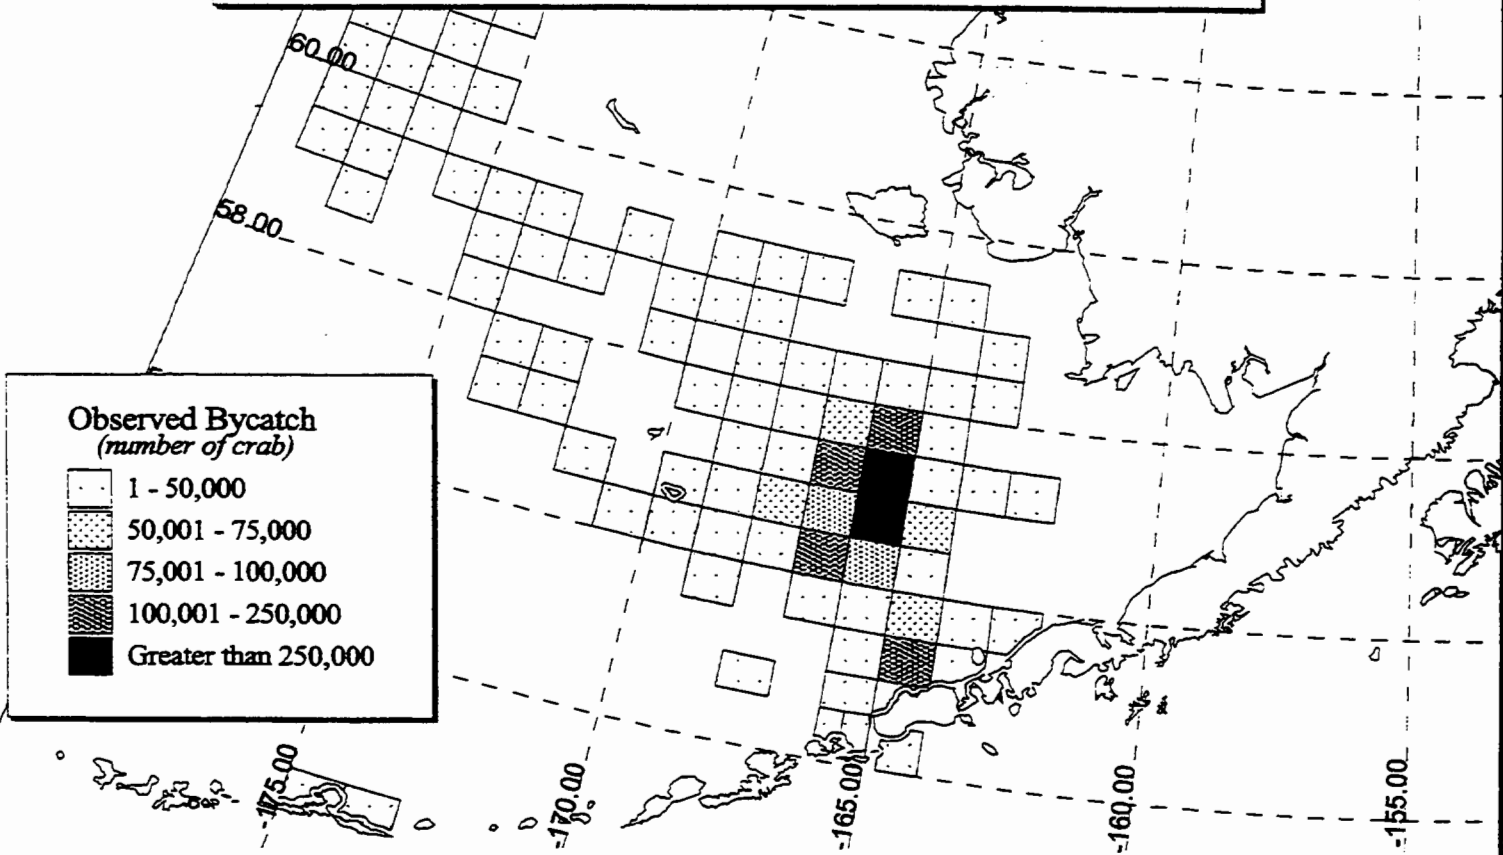 60.00
58.00
Observed Bycatch
(number of crab)
1 - 50,000
50,001 - 75,000
75,001 - 100,000
100,001 - 250,000
Greater than 250,000
-175.00
-170.00
-165.00
-160.00
-155.00